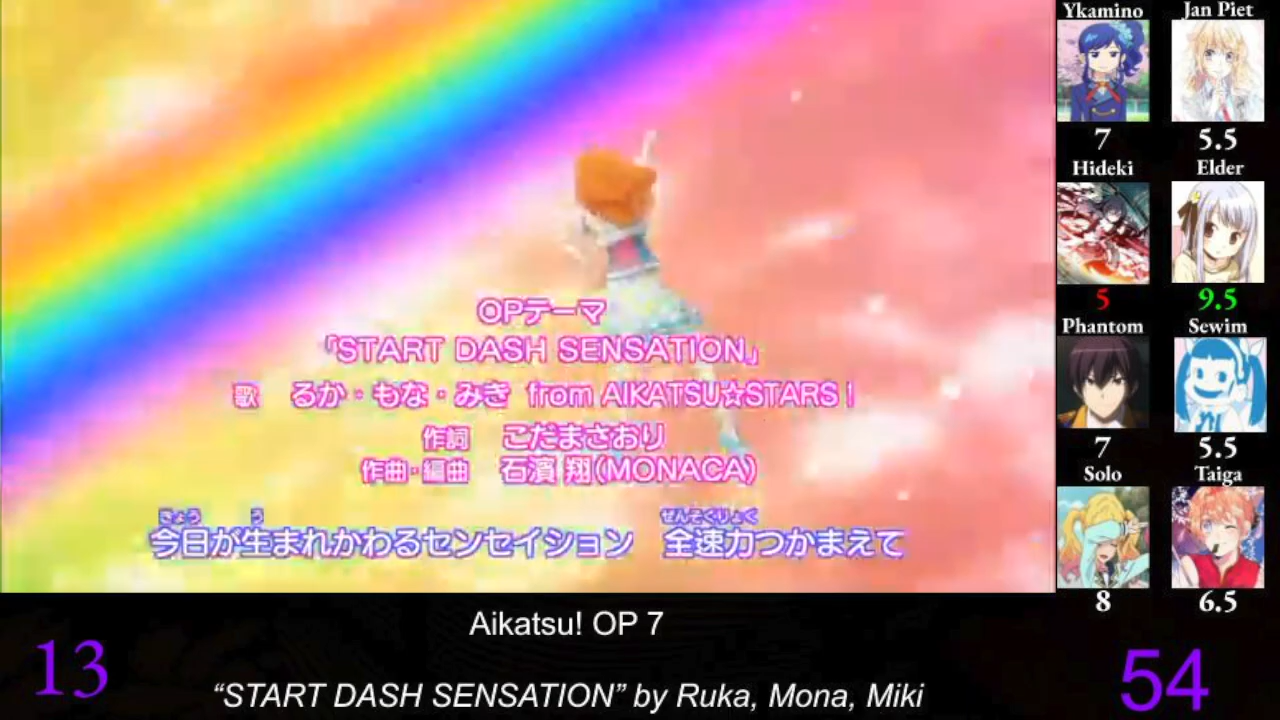 OPテーマ
「START DASH SENSATION」
歌 るか・もな・みき from AIKATSU☆STARS!
作詞 こだまさおり
作曲・編曲 石濱 翔(MONACA)
きょう う ぜんそくりょく
今日が生まれかわるセンセイション 全速力つかまえて
Ykamino Jan Piet
7 5.5
Hideki Elder
5 9.5
Phantom Sewim
7 5.5
Solo Taiga
8 6.5
Aikatsu! OP 7
13
“START DASH SENSATION” by Ruka, Mona, Miki
54